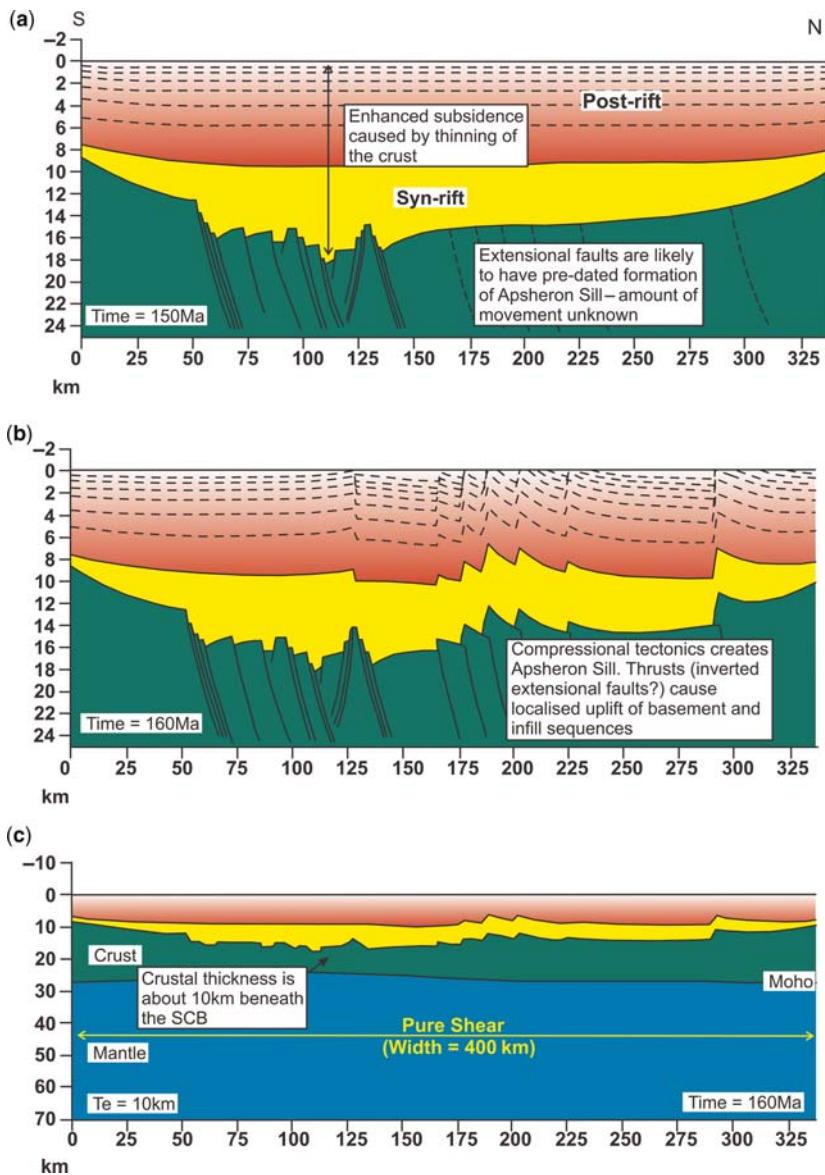 (a)
S
N
–2
0
2
4
6
8
10
12
14
16
18
20
22
24
Post-rift
Enhanced subsidence
caused by thinning of
the crust
Syn-rift
Extensional faults are likely
to have pre-dated formation
of Apsheron Sill – amount of
movement unknown
Time = 150Ma
0 25 50 75 100 125 150 175 200 225 250 275 300 325
km
(b)
–2
0
2
4
6
8
10
12
14
16
18
20
22
24
Compressional tectonics creates
Apsheron Sill. Thrusts (inverted
extensional faults?) cause
localised uplift of basement and
infill sequences
Time = 160Ma
0 25 50 75 100 125 150 175 200 225 250 275 300 325
km
(c)
–10
0
10
20
30
40
50
60
70
Crust
Crustal thickness is
about 10km beneath
the SCB
Moho
Pure Shear
(Width = 400 km)
Mantle
Te = 10km
Time = 160Ma
0 25 50 75 100 125 150 175 200 225 250 275 300 325
km